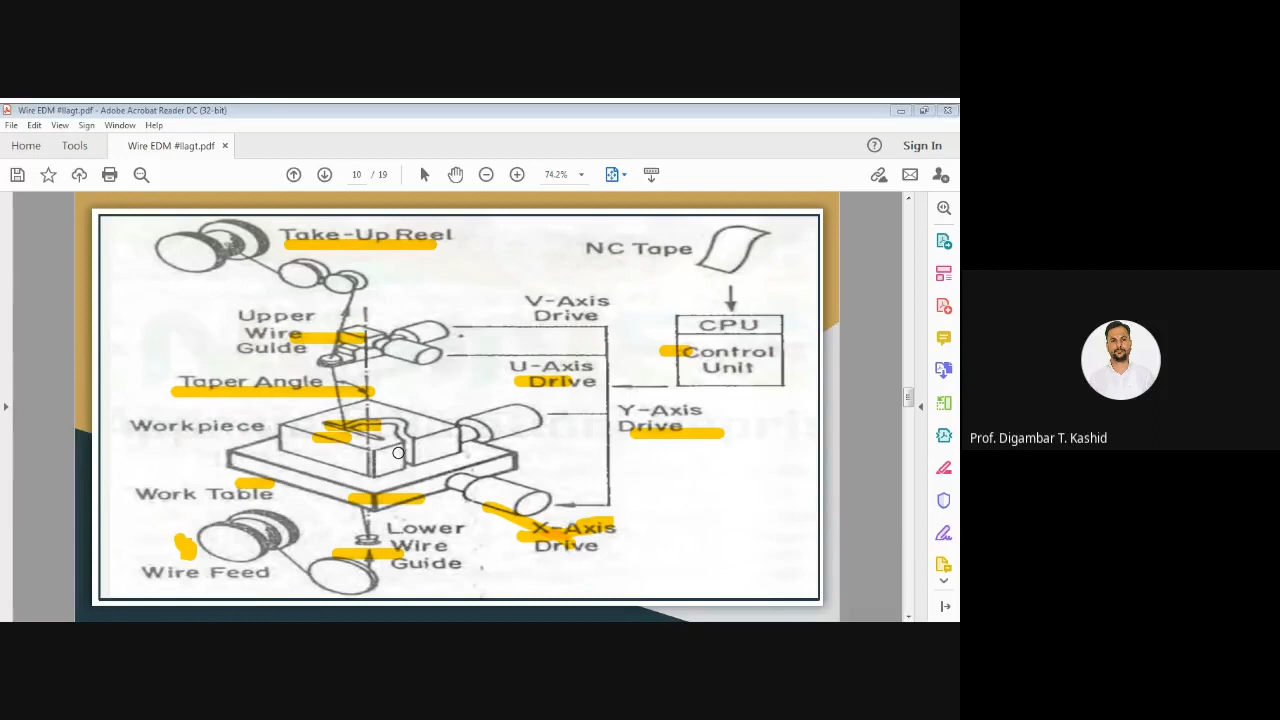 Wire EDM #llagt.pdf - Adobe Acrobat Reader DC (32-bit)
File Edit View Sign Window Help
Home Tools Wire EDM #llagt.pdf × Sign In
10 / 19 74.2%
Take-Up Reel
NC Tape
Upper
Wire
Guide
V-Axis
Drive
CPU
Control
Unit
U-Axis
Drive
Taper Angle
Y-Axis
Drive
Workpiece
Work Table
Lower
Wire
Guide
X-Axis
Drive
Wire Feed
Prof. Digambar T. Kashid